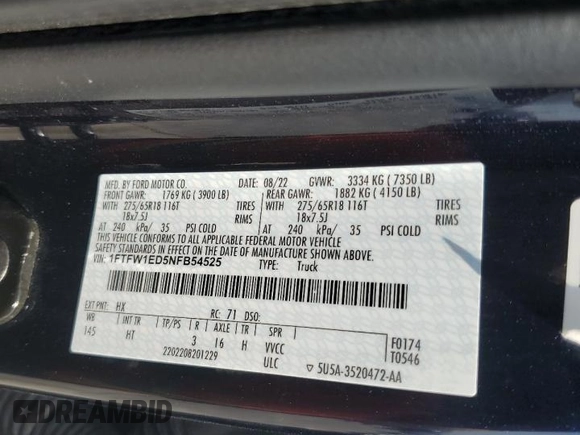 MFD. BY FORD MOTOR CO.
DATE: 08/22 GVWR: 3334 KG ( 7350 LB)
FRONT GAWR: 1769 KG ( 3900 LB) REAR GAWR: 1882 KG ( 4150 LB)
WITH 275/65R18 116T TIRES WITH 275/65R18 116T TIRES
18x7.5J RIMS 18x7.5J RIMS
AT 240 kPa/ 35 PSI COLD AT 240 kPa/ 35 PSI COLD
THIS VEHICLE CONFORMS TO ALL APPLICABLE FEDERAL MOTOR VEHICLE
SAFETY STANDARDS IN EFFECT ON THE DATE OF MANUFACTURE SHOWN ABOVE.
VIN: 1FTFW1ED5NFB54525 TYPE: Truck
EXT PNT: HX RC: 71 DSO:
WB INT TR TP/PS R AXLE TR SPR F0174
145 HT 3 16 H VVCC T0546
2202208201229 ULC 5U5A-3520472-AA
DREAMBID